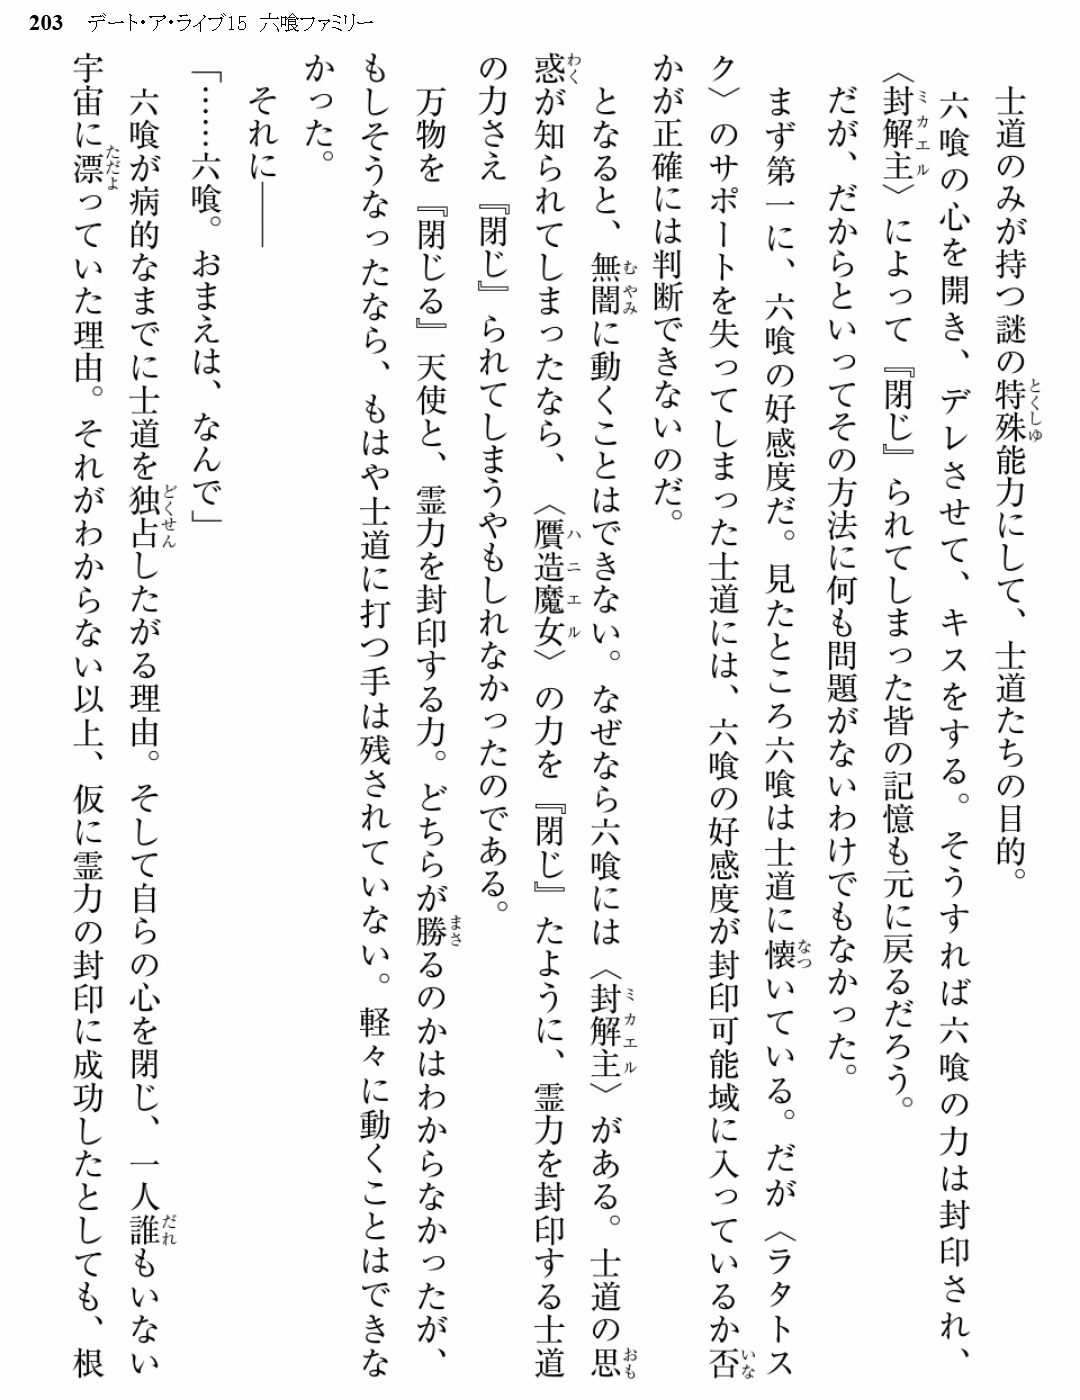 203 デート・ア・ライブ15 六喰ファミリー
士道のみが持つ謎の特殊能力にして、士道たちの目的。
六喰の心を開き、デレさせて、キスをする。そうすれば六喰の力は封印され、
〈封解主〉によって『閉じ』られてしまった皆の記憶も元に戻るだろう。
だが、だからといってその方法に何も問題がないわけでもなかった。
まず第一に、六喰の好感度だ。見たところ六喰は士道に懐いている。だが〈ラタトス
ク〉のサポートを失ってしまった士道には、六喰の好感度が封印可能域に入っているか否
かが正確には判断できないのだ。
となると、無闇に動くことはできない。なぜなら六喰には〈封解主〉がある。士道の思
惑が知られてしまったなら、〈贋造魔女〉の力を『閉じ』たように、霊力を封印する士道
の力さえ『閉じ』られてしまうやもしれなかったのである。
万物を『閉じる』天使と、霊力を封印する力。どちらが勝るのかはわからなかったが、
もしそうなったなら、もはや士道に打つ手は残されていない。軽々に動くことはできな
かった。
それに――
「……六喰。おまえは、なんで」
六喰が病的なまでに士道を独占したがる理由。そして自らの心を閉じ、一人誰もいない
宇宙に漂っていた理由。それがわからない以上、仮に霊力の封印に成功したとしても、根